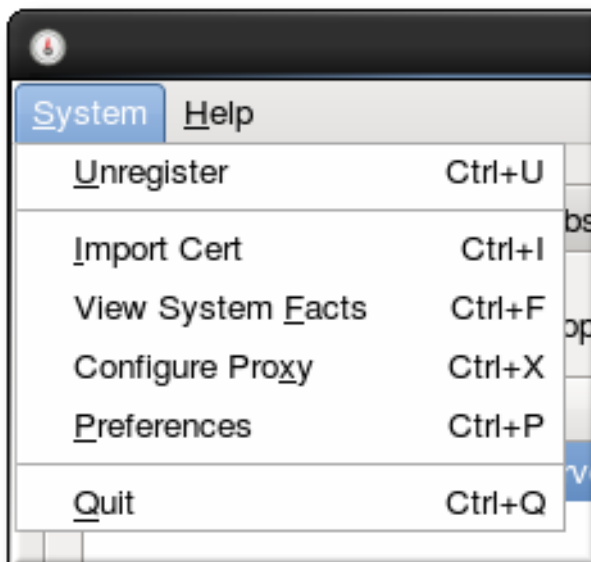 System Help
Unregister Ctrl+U
Import Cert Ctrl+I
View System Facts Ctrl+F
Configure Proxy Ctrl+X
Preferences Ctrl+P
Quit Ctrl+Q